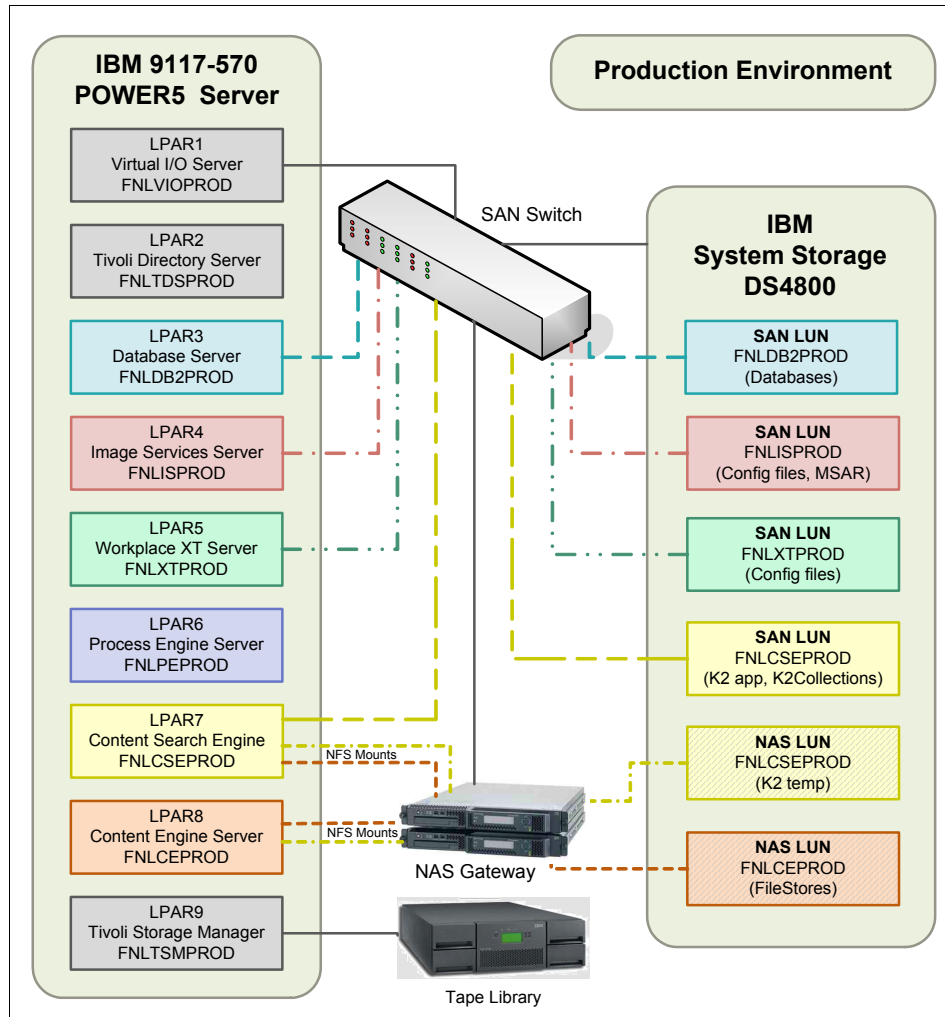 IBM 9117-570
POWER5 Server
Production Environment
LPAR1
Virtual I/O Server
FNLVIOPROD
LPAR2
Tivoli Directory Server
FNLTDSPROD
LPAR3
Database Server
FNLDB2PROD
LPAR4
Image Services Server
FNLISPROD
LPAR5
Workplace XT Server
FNLXTPROD
LPAR6
Process Engine Server
FNLPEPROD
LPAR7
Content Search Engine
FNLCSEPROD
LPAR8
Content Engine Server
FNLCEPROD
LPAR9
Tivoli Storage Manager
FNLTSMPROD
SAN Switch
NFS Mounts
NFS Mounts
NAS Gateway
Tape Library
IBM
System Storage
DS4800
SAN LUN
FNLDB2PROD
(Databases)
SAN LUN
FNLISPROD
(Config files, MSAR)
SAN LUN
FNLXTPROD
(Config files)
SAN LUN
FNLCSEPROD
(K2 app, K2Collections)
NAS LUN
FNLCSEPROD
(K2 temp)
NAS LUN
FNLCEPROD
(FileStores)